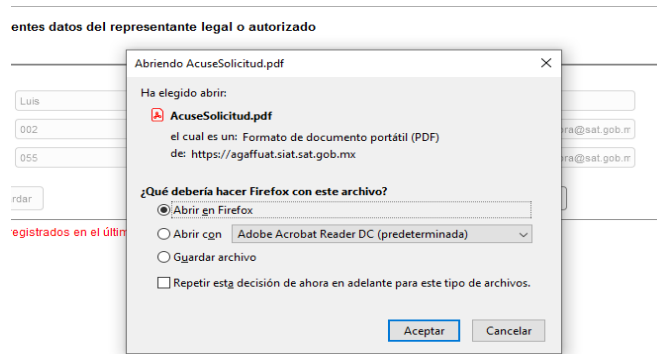 entes datos del representante legal o autorizado
Abriendo AcuseSolicitud.pdf
Ha elegido abrir:
AcuseSolicitud.pdf
el cual es un: Formato de documento portátil (PDF)
de: https://agaffuat.siat.sat.gob.mx
¿Qué debería hacer Firefox con este archivo?
Abrir en Firefox
Abrir con Adobe Acrobat Reader DC (predeterminada)
Guardar archivo
Repetir esta decisión de ahora en adelante para este tipo de archivos.
Aceptar Cancelar
Luis
002 ra@sat.gob.m
055 ra@sat.gob.m
rdar
egistrados en el últim